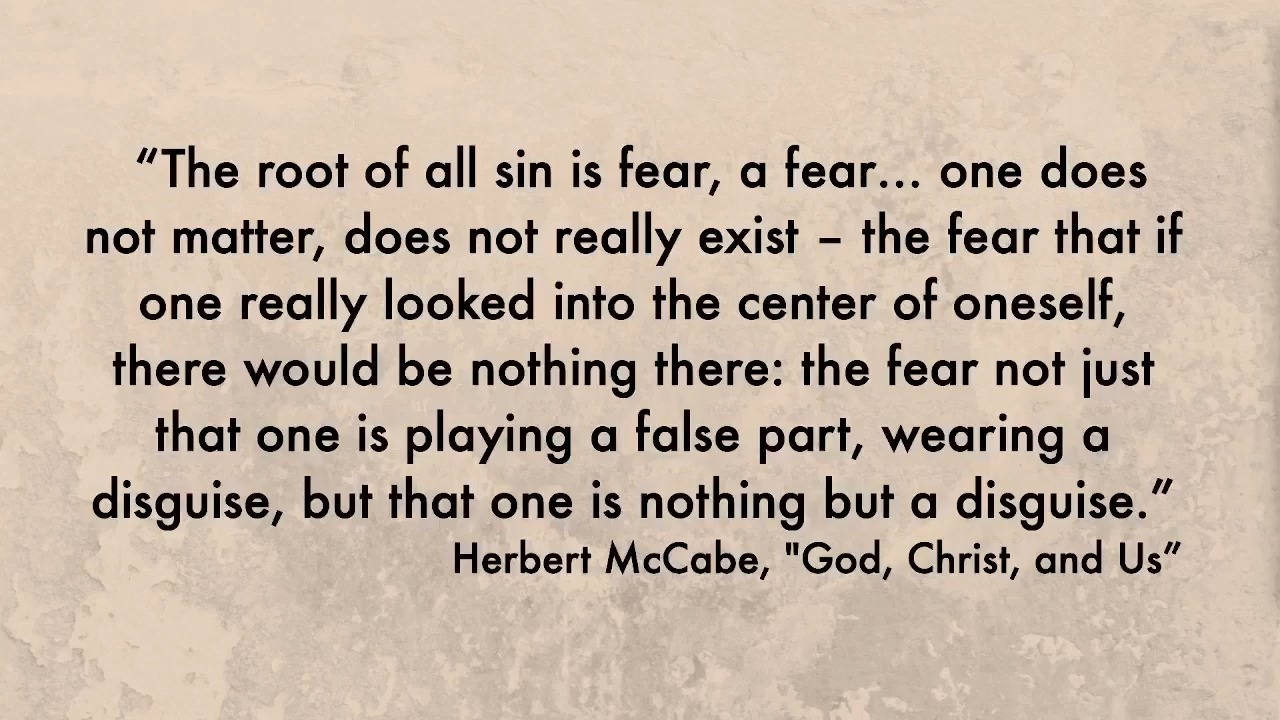 “The root of all sin is fear, a fear... one does
not matter, does not really exist – the fear that if
one really looked into the center of oneself,
there would be nothing there: the fear not just
that one is playing a false part, wearing a
disguise, but that one is nothing but a disguise.”
Herbert McCabe, "God, Christ, and Us”